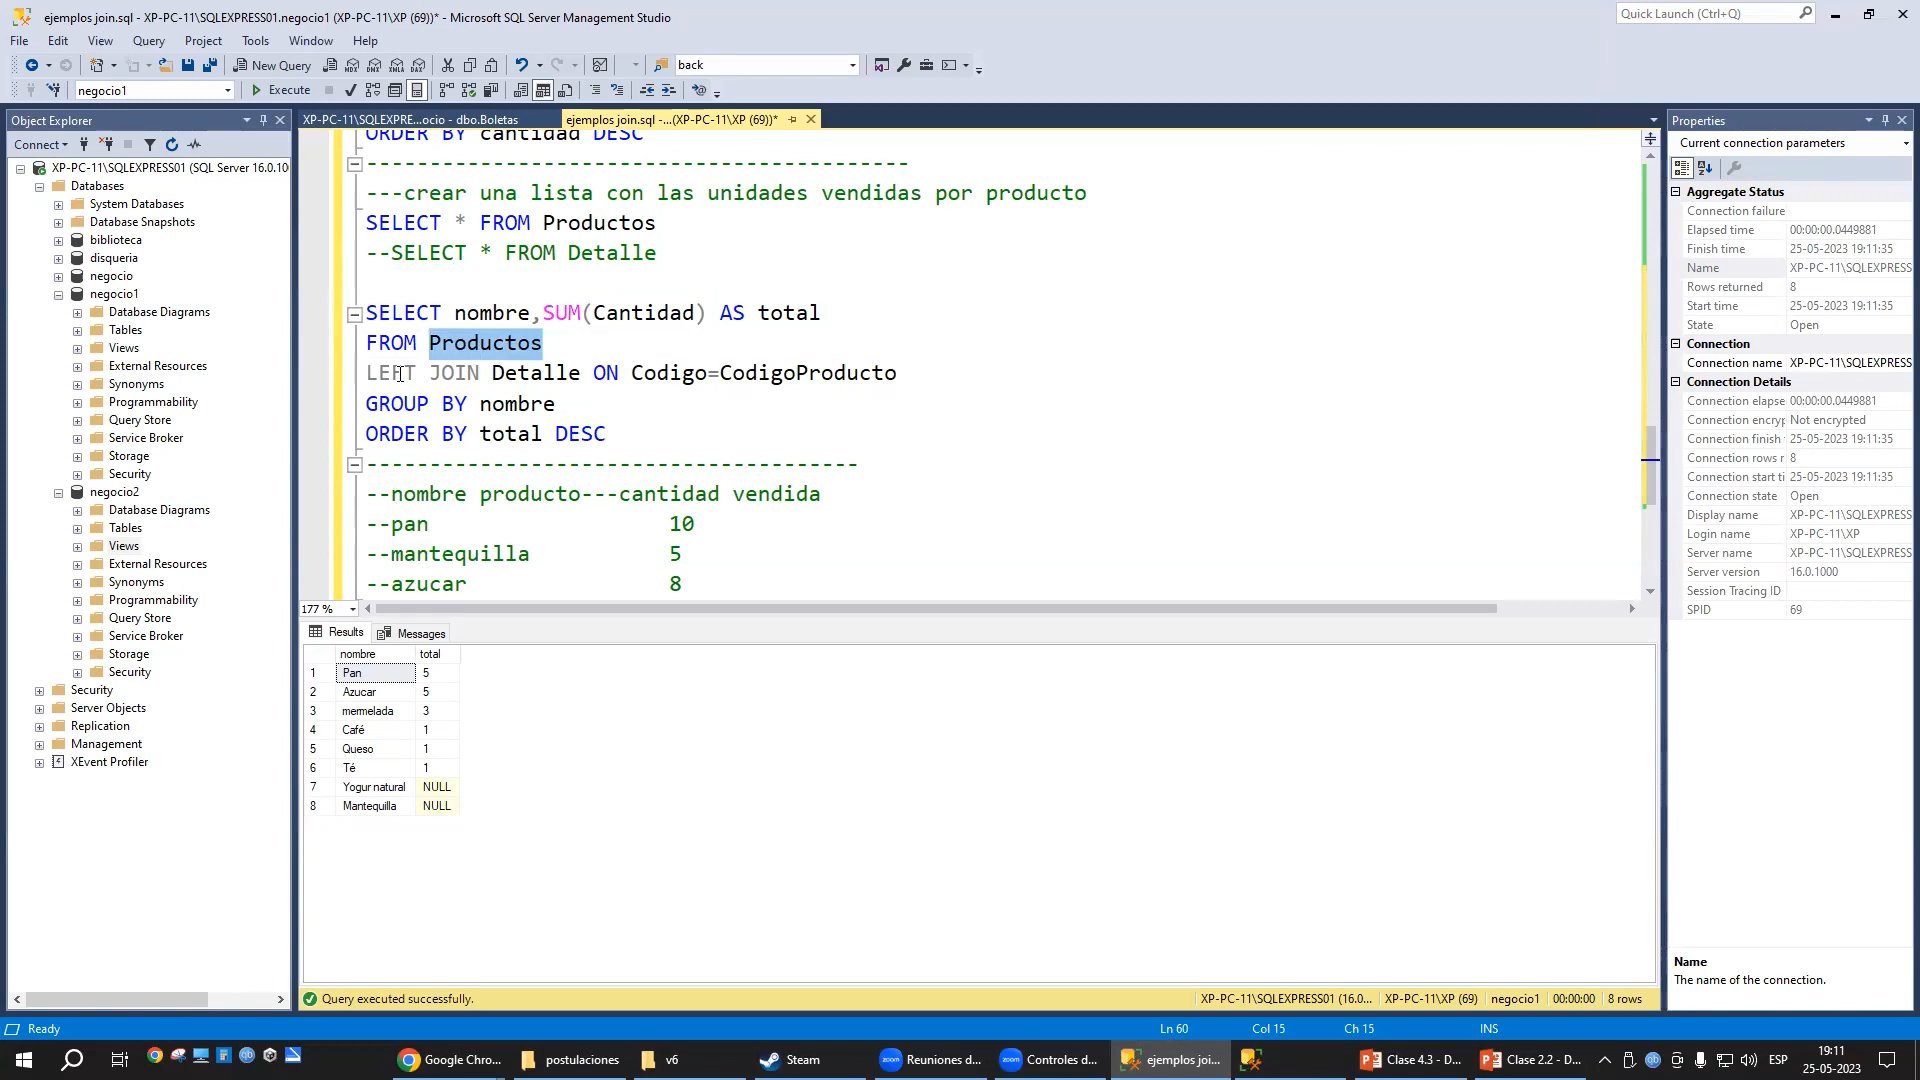 ejemplos join.sql - XP-PC-11\SQLEXPRESS01.negocio1 (XP-PC-11\XP (69))* - Microsoft SQL Server Management Studio
Quick Launch (Ctrl+Q)
File Edit View Query Project Tools Window Help
New Query
back
negocio1
Execute
Object Explorer
Connect
XP-PC-11\SQLEXPRESS01 (SQL Server 16.0.10
Databases
System Databases
Database Snapshots
biblioteca
disqueria
negocio
negocio1
Database Diagrams
Tables
Views
External Resources
Synonyms
Programmability
Query Store
Service Broker
Storage
Security
negocio2
Database Diagrams
Tables
Views
External Resources
Synonyms
Programmability
Query Store
Service Broker
Storage
Security
Security
Server Objects
Replication
Management
XEvent Profiler
XP-PC-11\SQLEXPRE...ocio - dbo.Boletas
ejemplos join.sql -...(XP-PC-11\XP (69))*
ORDER BY cantidad DESC
-------------------------------------------
---crear una lista con las unidades vendidas por producto
SELECT * FROM Productos
--SELECT * FROM Detalle
SELECT nombre,SUM(Cantidad) AS total
FROM Productos
LEFT JOIN Detalle ON Codigo=CodigoProducto
GROUP BY nombre
ORDER BY total DESC
---------------------------------------
--nombre producto---cantidad vendida
--pan 10
--mantequilla 5
--azucar 8
177 %
Results Messages
nombre total
1 Pan 5
2 Azucar 5
3 mermelada 3
4 Café 1
5 Queso 1
6 Té 1
7 Yogur natural NULL
8 Mantequilla NULL
Query executed successfully.
XP-PC-11\SQLEXPRESS01 (16.0... XP-PC-11\XP (69) negocio1 00:00:00 8 rows
Properties
Current connection parameters
Aggregate Status
Connection failure
Elapsed time 00:00:00.0449881
Finish time 25-05-2023 19:11:35
Name XP-PC-11\SQLEXPRESS
Rows returned 8
Start time 25-05-2023 19:11:35
State Open
Connection
Connection name XP-PC-11\SQLEXPRESS
Connection Details
Connection elapse 00:00:00.0449881
Connection encryp Not encrypted
Connection finish 25-05-2023 19:11:35
Connection rows r 8
Connection start ti 25-05-2023 19:11:35
Connection state Open
Display name XP-PC-11\SQLEXPRESS
Login name XP-PC-11\XP
Server name XP-PC-11\SQLEXPRESS
Server version 16.0.1000
Session Tracing ID
SPID 69
Name
The name of the connection.
Ready
Ln 60 Col 15 Ch 15 INS
Google Chro... postulaciones v6 Steam Reuniones d... Controles d... ejemplos joi... Clase 4.3 - D... Clase 2.2 - D... ESP
19:11
25-05-2023